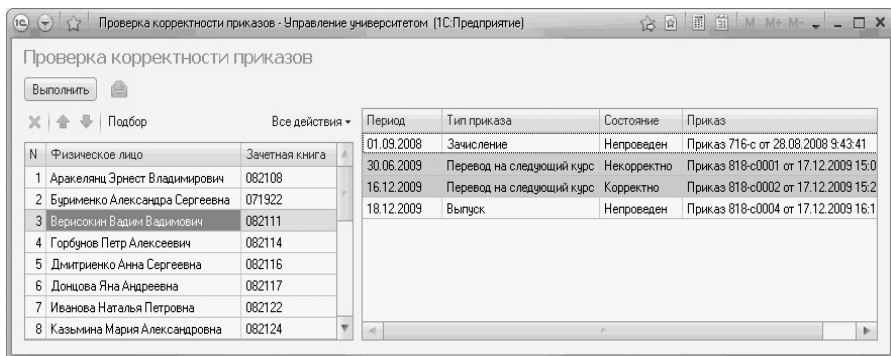 Проверка корректности приказов - Управление университетом (1С:Предприятие)
M M+ M-
Проверка корректности приказов
Выполнить
Подбор Все действия
N Физическое лицо Зачетная книга
1 Аракелянц Эрнест Владимирович 082108
2 Бурименко Александра Сергеевна 071922
3 Верисокин Вадим Вадимович 082111
4 Горбунов Петр Алексеевич 082114
5 Дмитриенко Анна Сергеевна 082116
6 Донцова Яна Андреевна 082117
7 Иванова Наталья Петровна 082122
8 Казьмина Мария Александровна 082124
Период Тип приказа Состояние Приказ
01.09.2008 Зачисление Непроведен Приказ 716-с от 28.08.2008 9:43:41
30.06.2009 Перевод на следующий курс Некорректно Приказ 818-с0001 от 17.12.2009 15:0
16.12.2009 Перевод на следующий курс Корректно Приказ 818-с0002 от 17.12.2009 15:2
18.12.2009 Выпуск Непроведен Приказ 818-с0004 от 17.12.2009 16:1